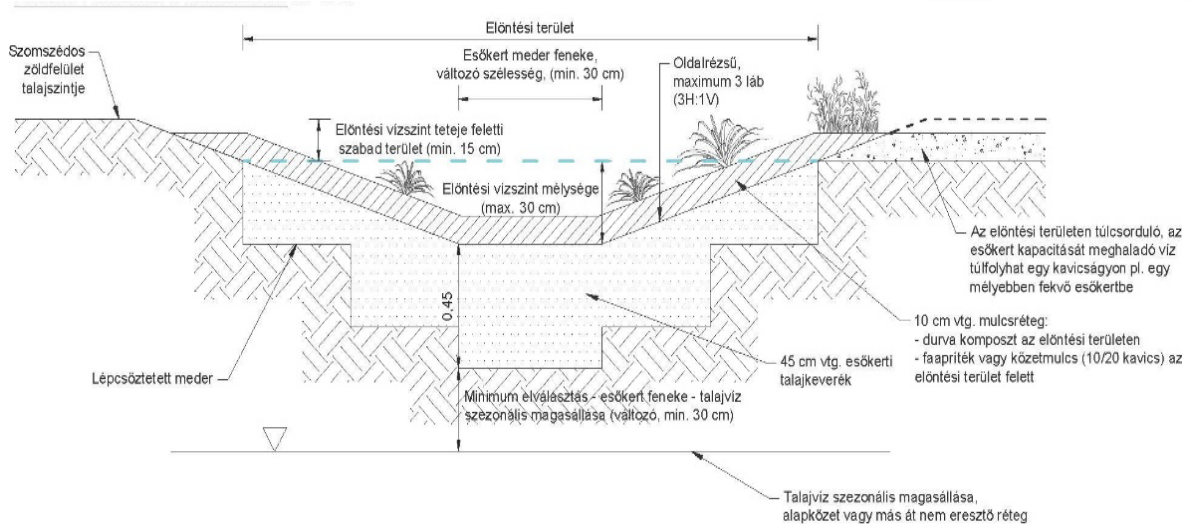 Elöntési terület
Szomszédos
zöldfelület
talajszintje
Esőkert meder feneke,
változó szélesség, (min. 30 cm)
Oldalrézsű,
maximum 3 láb
(3H:1V)
Elöntési vízszint teteje feletti
szabad terület (min. 15 cm)
Elöntési vízszint mélysége
(max. 30 cm)
Az elöntési területen túlcsorduló, az
esőkert kapacitását meghaladó víz
túlfolyhat egy kavicságyon pl. egy
mélyebben fekvő esőkertbe
0.45
10 cm vtg. mulcsréteg:
- durva komposzt az elöntési területen
- faapríték vagy kőzetmulcs (10/20 kavics) az
elöntési terület felett
45 cm vtg. esőkerti
talajkeverék
Lépcsőztetett meder
Minimum elválasztás - esőkert feneke - talajvíz
szezonális magasállása (változó, min. 30 cm)
Talajvíz szezonális magasállása,
alapkőzet vagy más át nem eresztő réteg